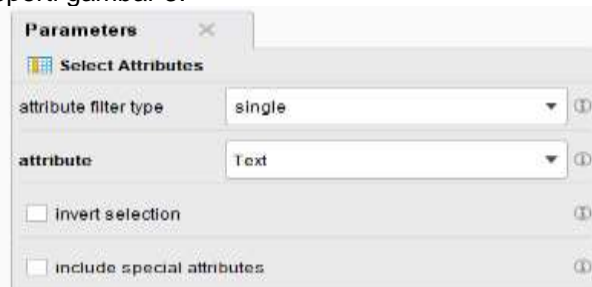 Parameters
Select Attributes
attribute filter type single
attribute Text
invert selection
include special attributes